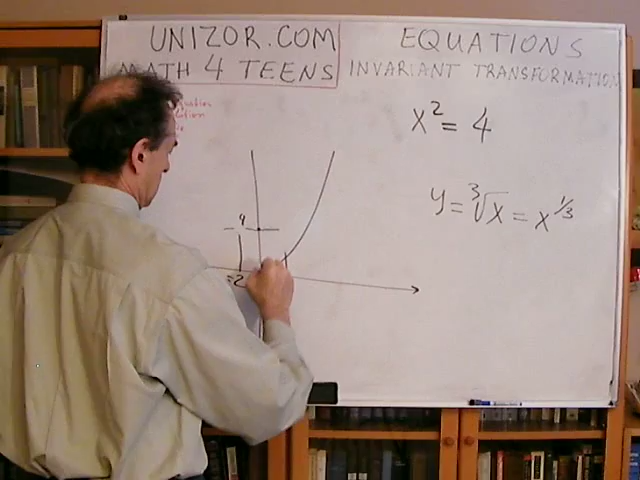 UNIZOR.COM
MATH 4 TEENS
EQUATIONS
INVARIANT TRANSFORMATION
x² = 4
y = ∛x = x^1/3
4
-2